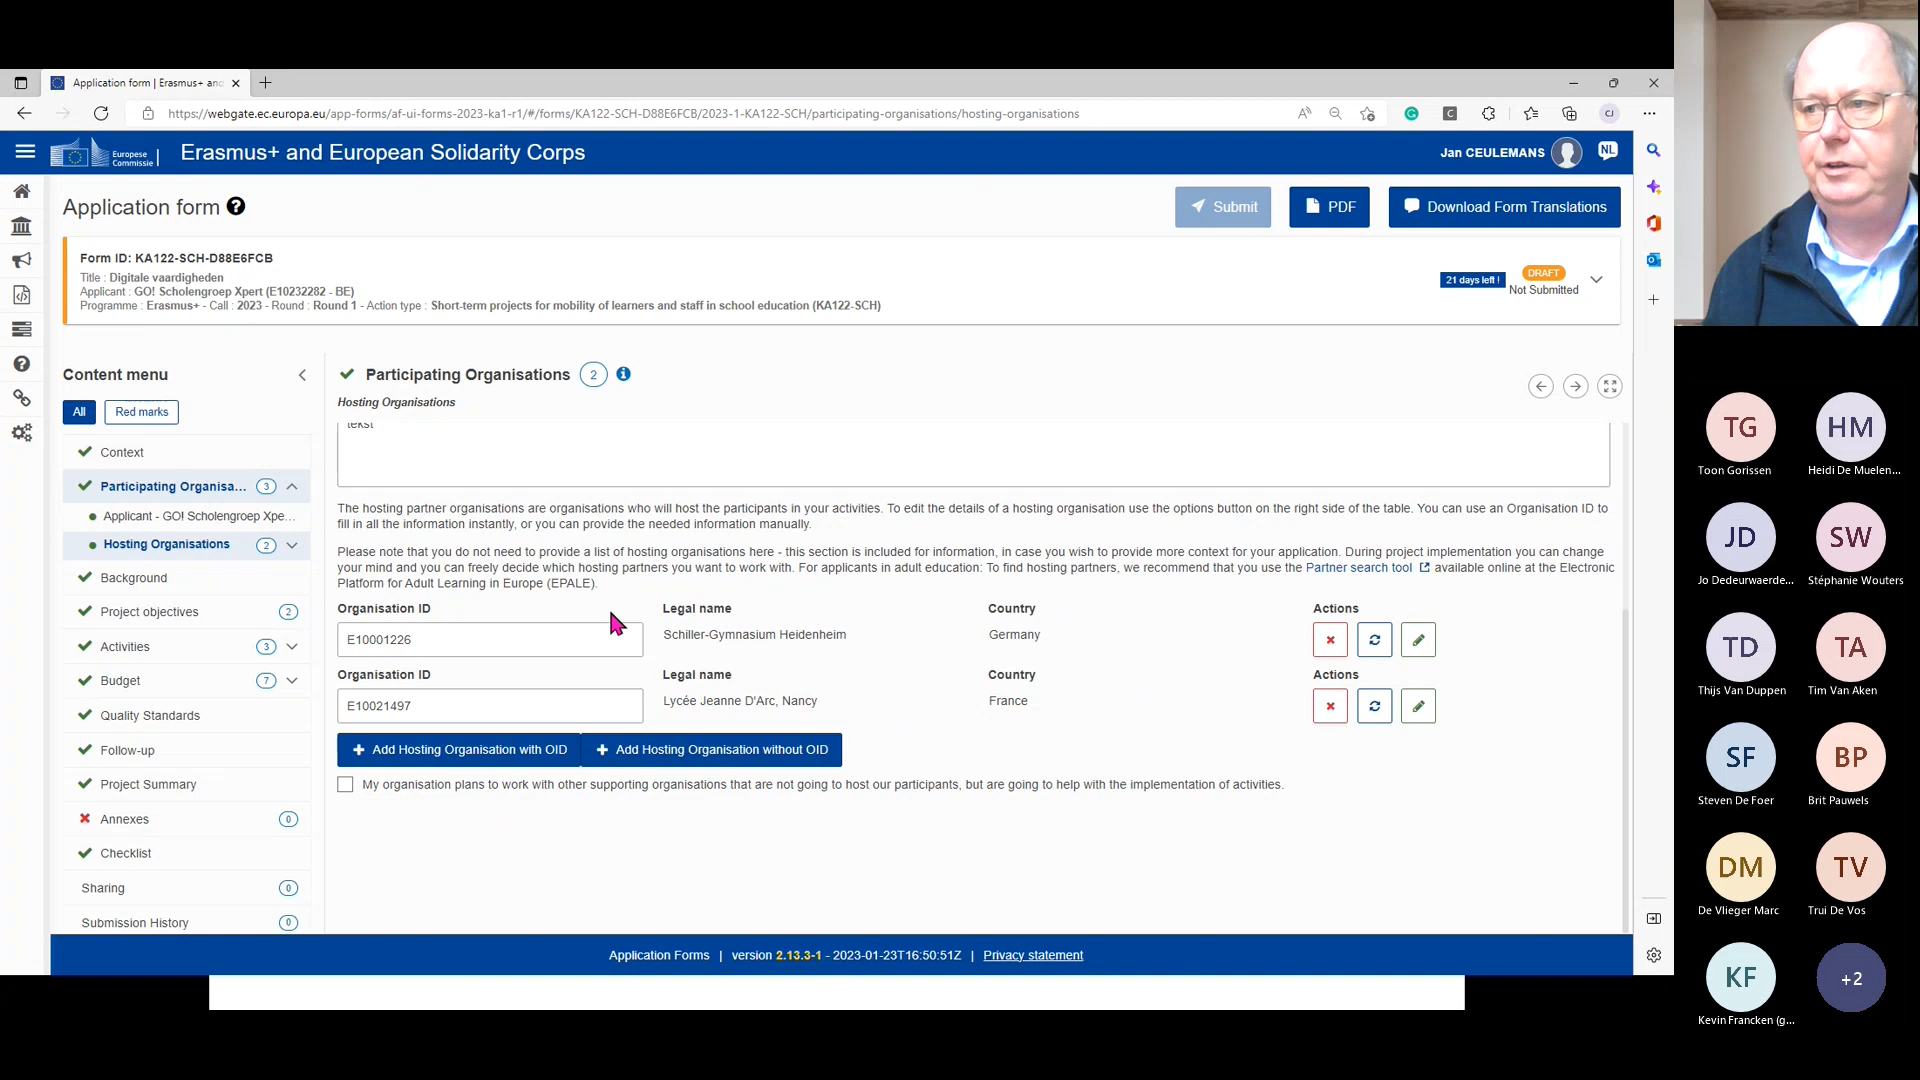 Application form | Erasmus+ and
https://webgate.ec.europa.eu/app-forms/af-ui-forms-2023-ka1-r1/#/forms/KA122-SCH-D88E6FCB/2023-1-KA122-SCH/participating-organisations/hosting-organisations
CJ
Europese Commissie
Erasmus+ and European Solidarity Corps
Jan CEULEMANS
NL
Application form
Submit
PDF
Download Form Translations
Form ID: KA122-SCH-D88E6FCB
Title : Digitale vaardigheden
Applicant : GO! Scholengroep Xpert (E10232282 - BE)
Programme : Erasmus+ - Call : 2023 - Round : Round 1 - Action type : Short-term projects for mobility of learners and staff in school education (KA122-SCH)
21 days left !
DRAFT
Not Submitted
Content menu
All
Red marks
Context
Participating Organisa... 3
Applicant - GO! Scholengroep Xpe...
Hosting Organisations 2
Background
Project objectives 2
Activities 3
Budget 7
Quality Standards
Follow-up
Project Summary
Annexes 0
Checklist
Sharing 0
Submission History 0
Participating Organisations 2
Hosting Organisations
tekst
The hosting partner organisations are organisations who will host the participants in your activities. To edit the details of a hosting organisation use the options button on the right side of the table. You can use an Organisation ID to
fill in all the information instantly, or you can provide the needed information manually.
Please note that you do not need to provide a list of hosting organisations here - this section is included for information, in case you wish to provide more context for your application. During project implementation you can change
your mind and you can freely decide which hosting partners you want to work with. For applicants in adult education: To find hosting partners, we recommend that you use the Partner search tool available online at the Electronic
Platform for Adult Learning in Europe (EPALE).
Organisation ID Legal name Country Actions
E10001226 Schiller-Gymnasium Heidenheim Germany
Organisation ID Legal name Country Actions
E10021497 Lycée Jeanne D'Arc, Nancy France
Add Hosting Organisation with OID
Add Hosting Organisation without OID
My organisation plans to work with other supporting organisations that are not going to host our participants, but are going to help with the implementation of activities.
Application Forms | version 2.13.3-1 - 2023-01-23T16:50:51Z | Privacy statement
TG
Toon Gorissen
HM
Heidi De Muelen...
JD
Jo Dedeurwaerde...
SW
Stéphanie Wouters
TD
Thijs Van Duppen
TA
Tim Van Aken
SF
Steven De Foer
BP
Brit Pauwels
DM
De Vlieger Marc
TV
Trui De Vos
KF
Kevin Francken (g...
+2